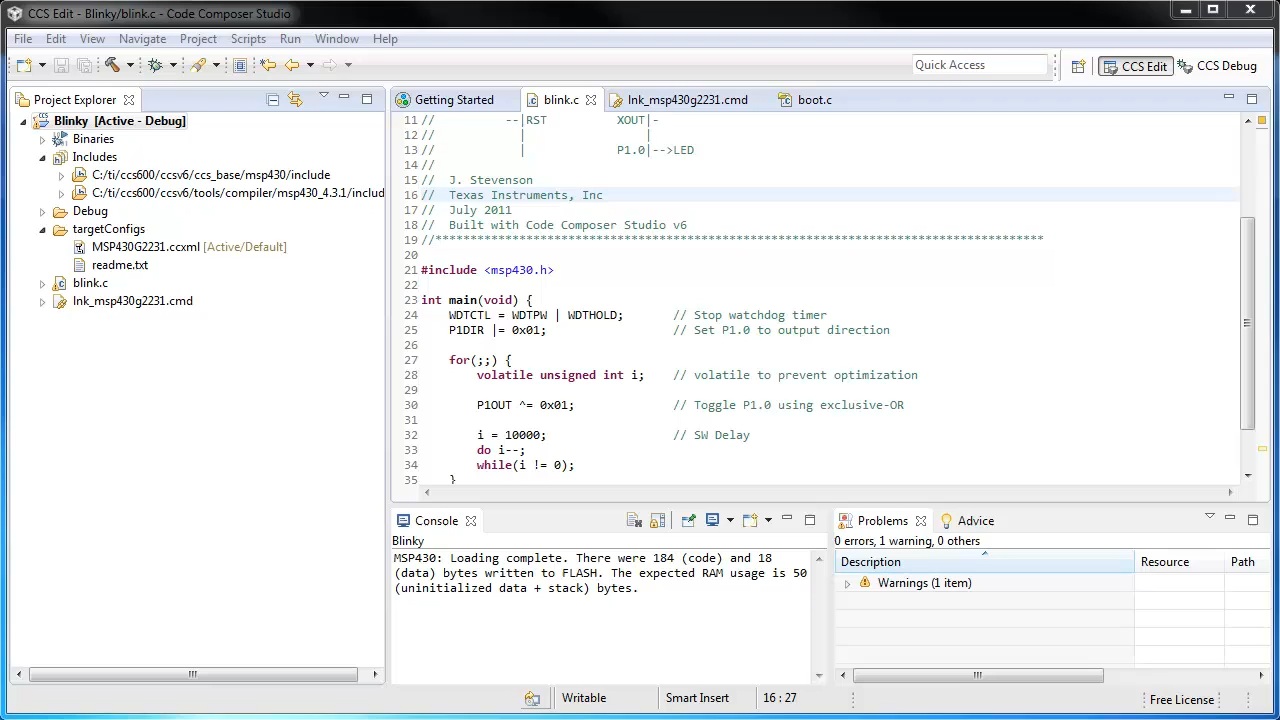 CCS Edit - Blinky/blink.c - Code Composer Studio
File Edit View Navigate Project Scripts Run Window Help
Quick Access
CCS Edit
CCS Debug
Project Explorer
Blinky [Active - Debug]
Binaries
Includes
C:/ti/ccs600/ccsv6/ccs_base/msp430/include
C:/ti/ccs600/ccsv6/tools/compiler/msp430_4.3.1/includ
Debug
targetConfigs
MSP430G2231.ccxml [Active/Default]
readme.txt
blink.c
lnk_msp430g2231.cmd
Getting Started
blink.c
lnk_msp430g2231.cmd
boot.c
11 // --|RST XOUT|-
12 // | |
13 // | P1.0|-->LED
14 //
15 // J. Stevenson
16 // Texas Instruments, Inc
17 // July 2011
18 // Built with Code Composer Studio v6
19 //***************************************************************************************
20
21 #include <msp430.h>
22
23 int main(void) {
24 WDTCTL = WDTPW | WDTHOLD; // Stop watchdog timer
25 P1DIR |= 0x01; // Set P1.0 to output direction
26
27 for(;;) {
28 volatile unsigned int i; // volatile to prevent optimization
29
30 P1OUT ^= 0x01; // Toggle P1.0 using exclusive-OR
31
32 i = 10000; // SW Delay
33 do i--;
34 while(i != 0);
35 }
Console
Blinky
MSP430: Loading complete. There were 184 (code) and 18
(data) bytes written to FLASH. The expected RAM usage is 50
(uninitialized data + stack) bytes.
Problems
Advice
0 errors, 1 warning, 0 others
Description Resource Path
Warnings (1 item)
Writable
Smart Insert
16 : 27
Free License